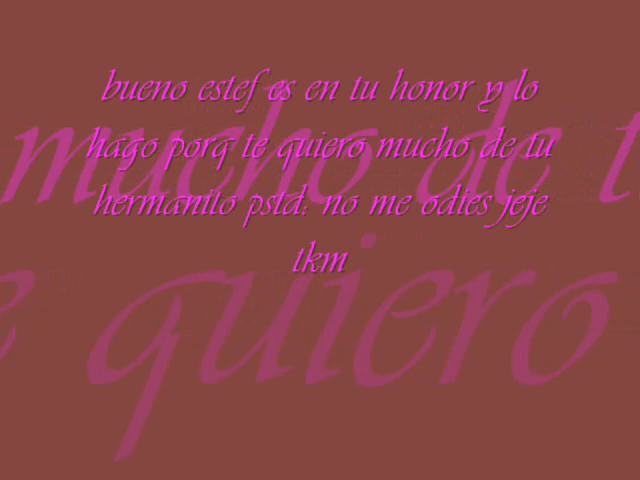 bueno estef es en tu honor y lo
hago porq te quiero mucho de tu
hermanito pstd: no me odies jeje
tkm
mucho de t
e quiero